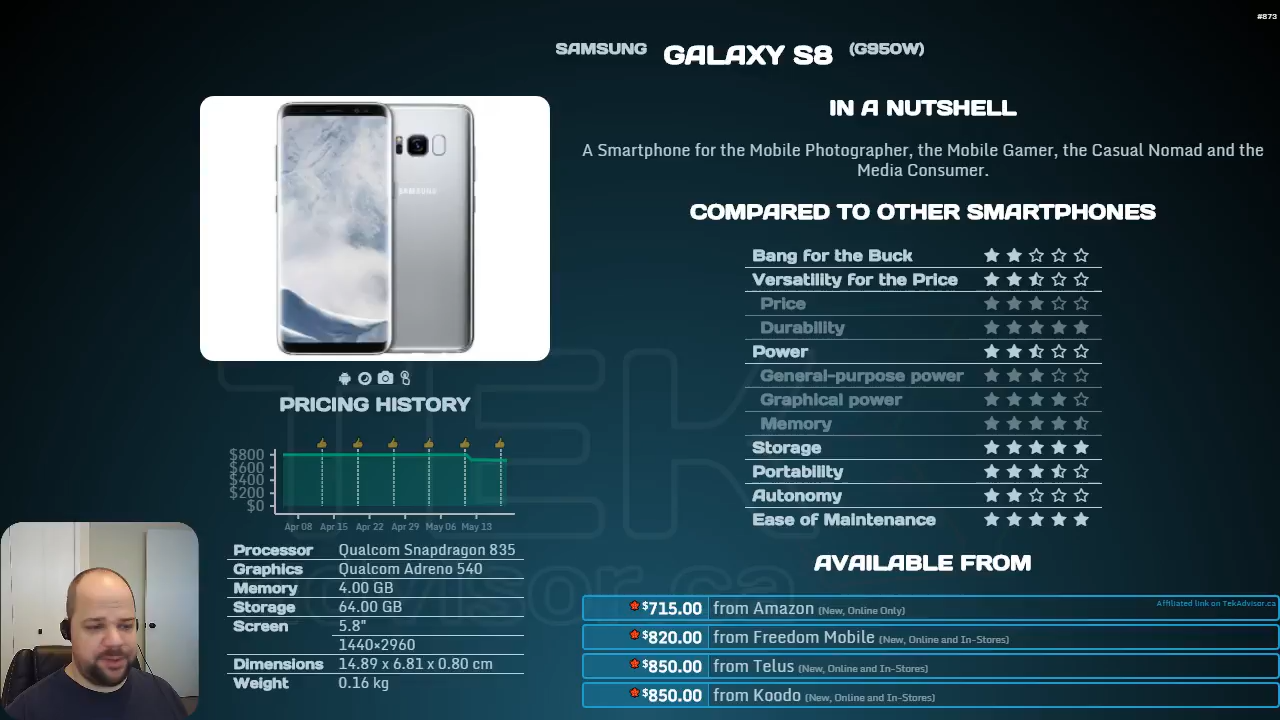 #873
SAMSUNG GALAXY S8 (G950W)
IN A NUTSHELL
A Smartphone for the Mobile Photographer, the Mobile Gamer, the Casual Nomad and the
Media Consumer.
COMPARED TO OTHER SMARTPHONES
Bang for the Buck
Versatility for the Price
Price
Durability
Power
General-purpose power
Graphical power
Memory
Storage
Portability
Autonomy
Ease of Maintenance
SAMSUNG
PRICING HISTORY
$800
$600
$400
$200
$0
Apr 08 Apr 15 Apr 22 Apr 29 May 06 May 13
Processor Qualcom Snapdragon 835
Graphics Qualcom Adreno 540
Memory 4.00 GB
Storage 64.00 GB
Screen 5.8"
1440×2960
Dimensions 14.89 x 6.81 x 0.80 cm
Weight 0.16 kg
AVAILABLE FROM
$715.00 from Amazon (New, Online Only) Affiliated link on TekAdvisor.ca
$820.00 from Freedom Mobile (New, Online and In-Stores)
$850.00 from Telus (New, Online and In-Stores)
$850.00 from Koodo (New, Online and In-Stores)